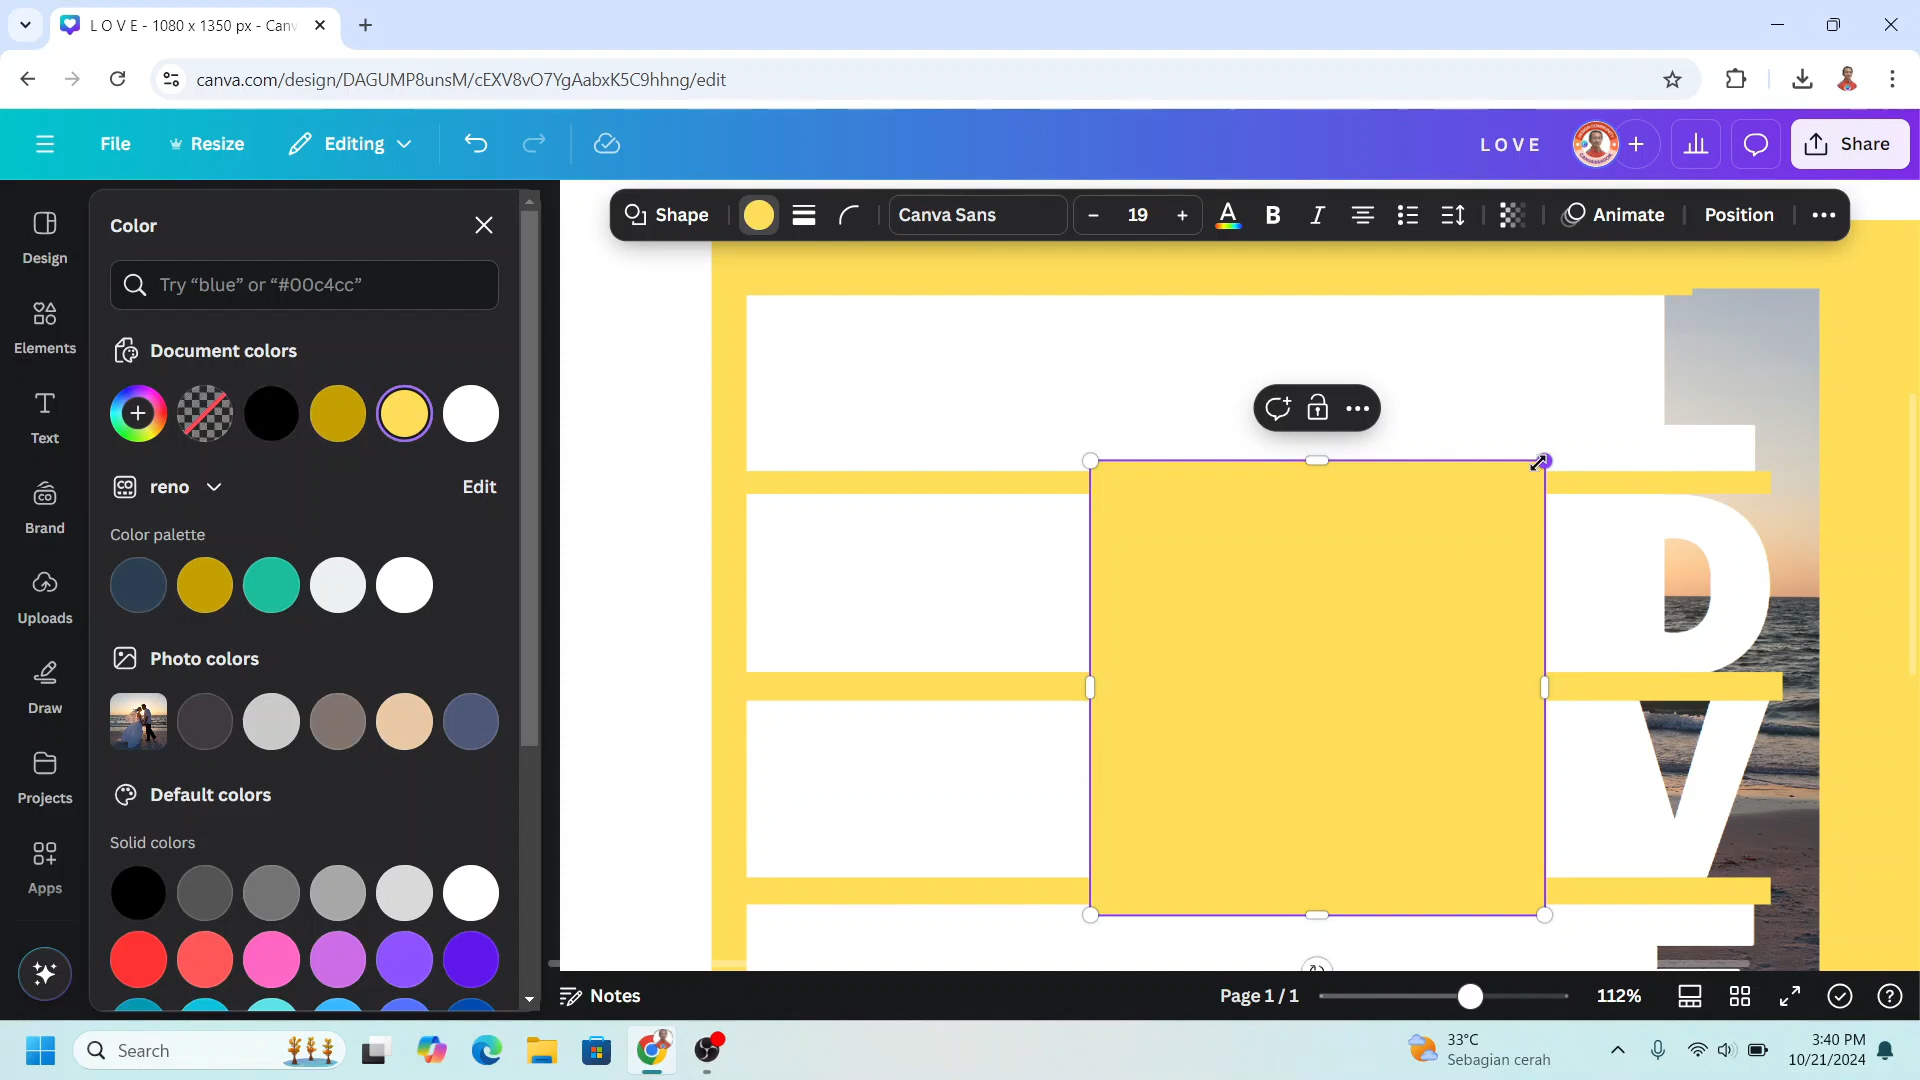 L O V E - 1080 x 1350 px - Canv
canva.com/design/DAGUMP8unsM/cEXV8vO7YgAabxK5C9hhng/edit
File
Resize
Editing
L O V E
Share
Design
Elements
Text
Brand
Uploads
Draw
Projects
Apps
Color
Try “blue” or “#00c4cc”
Document colors
reno
Edit
Color palette
Photo colors
Default colors
Solid colors
Shape
Canva Sans
– 19 +
A
B
I
Animate
Position
Notes
Page 1 / 1
112%
Search
33°C
Sebagian cerah
3:40 PM
10/21/2024